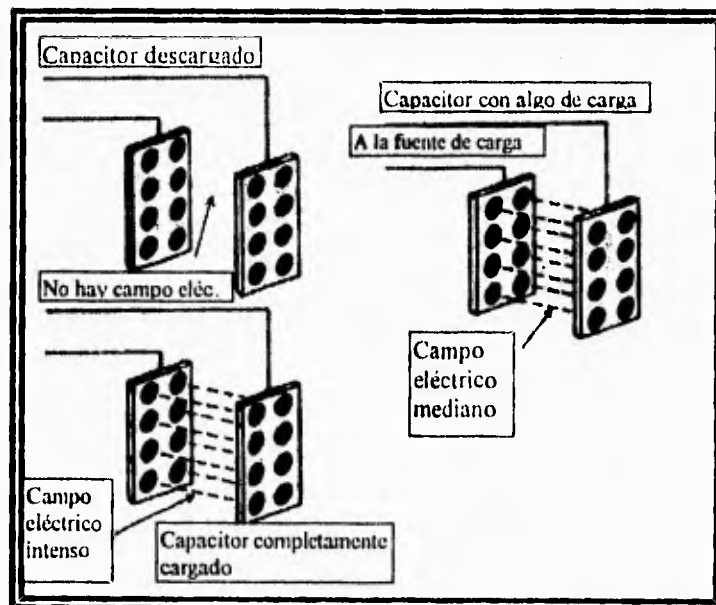 Capacitor descargado
No hay campo eléc.
Capacitor con algo de carga
A la fuente de carga
Campo
eléctrico
mediano
Campo
eléctrico
intenso
Capacitor completamente
cargado